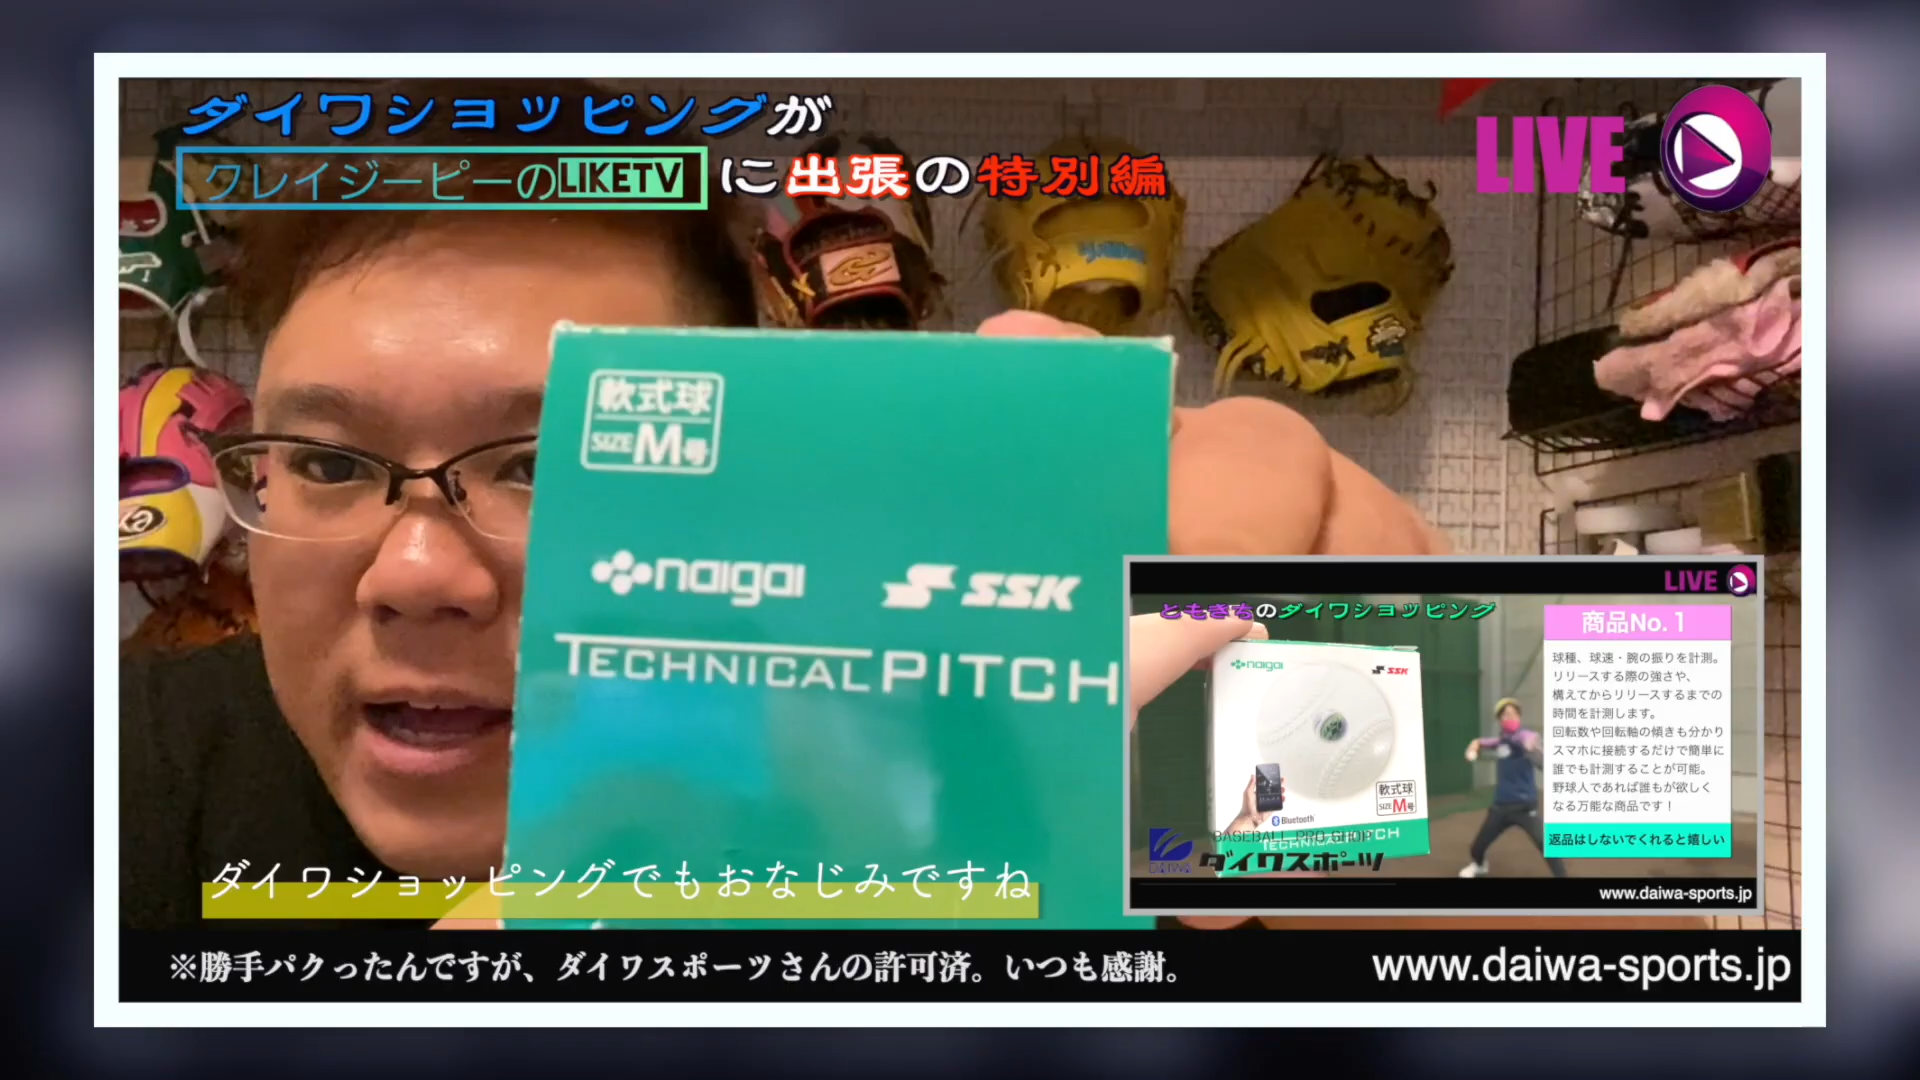 ダイワショッピングが
クレイジーピーのLIKETVに出張の特別編
LIVE
軟式球
SIZE M号
naigai
SSK
TECHNICALPITCH
LIVE
ともきちのダイワショッピング
商品No.1
球種、球速・腕の振りを計測。
リリースする際の強さや、
構えてからリリースするまでの
時間を計測します。
回転数や回転軸の傾きも分かり
スマホに接続するだけで簡単に
誰でも計測することが可能。
野球人であれば誰もが欲しく
なる万能な商品です！
返品はしないでくれると嬉しい
naigai
SSK
軟式球
SIZE M号
Bluetooth
TECHNICALPITCH
BASEBALL PRO SHOP
DAIWA
ダイワスポーツ
www.daiwa-sports.jp
ダイワショッピングでもおなじみですね
※勝手パクったんですが、ダイワスポーツさんの許可済。いつも感謝。
www.daiwa-sports.jp